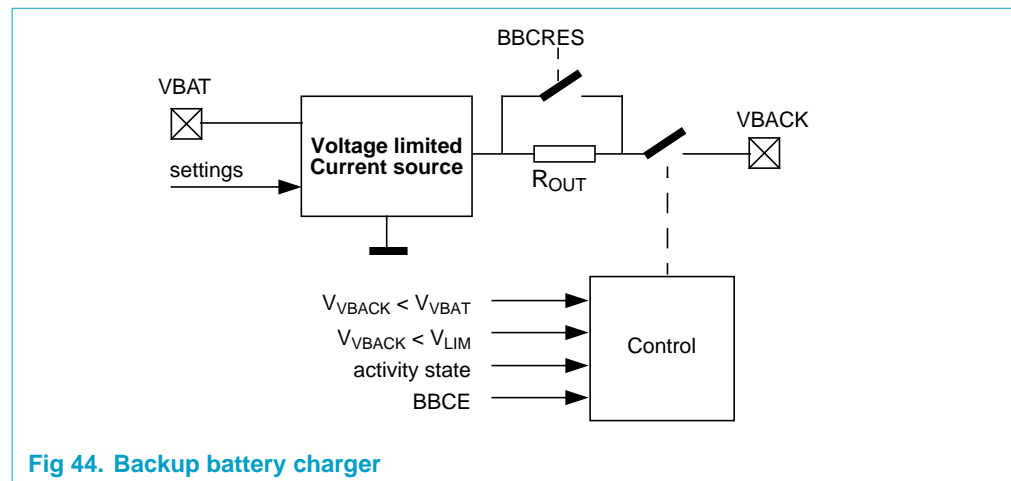 BBCRES
VBAT
VBACK
Voltage limited
Current source
settings
ROUT
VVBACK < VVBAT
VVBACK < VLIM
activity state
BBCE
Control
Fig 44. Backup battery charger